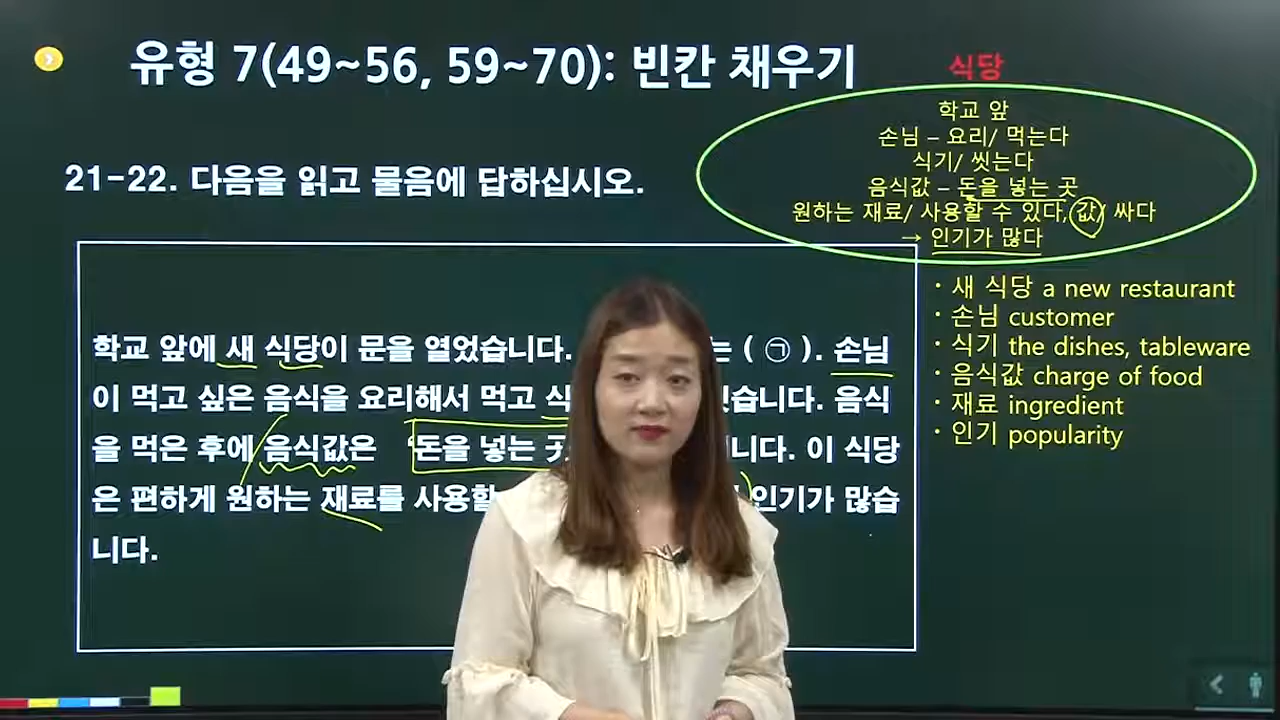 유형 7(49~56, 59~70): 빈칸 채우기
식당
학교 앞
손님 – 요리/ 먹는다
식기/ 씻는다
음식값 – 돈을 넣는 곳
원하는 재료/ 사용할 수 있다, 값/ 싸다
→ 인기가 많다
21-22. 다음을 읽고 물음에 답하십시오.
· 새 식당 a new restaurant
· 손님 customer
· 식기 the dishes, tableware
· 음식값 charge of food
· 재료 ingredient
· 인기 popularity
학교 앞에 새 식당이 문을 열었습니다. 는 ( ㉠ ). 손님
이 먹고 싶은 음식을 요리해서 먹고 식 습니다. 음식
을 먹은 후에 음식값은 '돈을 넣는 니다. 이 식당
은 편하게 원하는 재료를 사용할 인기가 많습
니다.